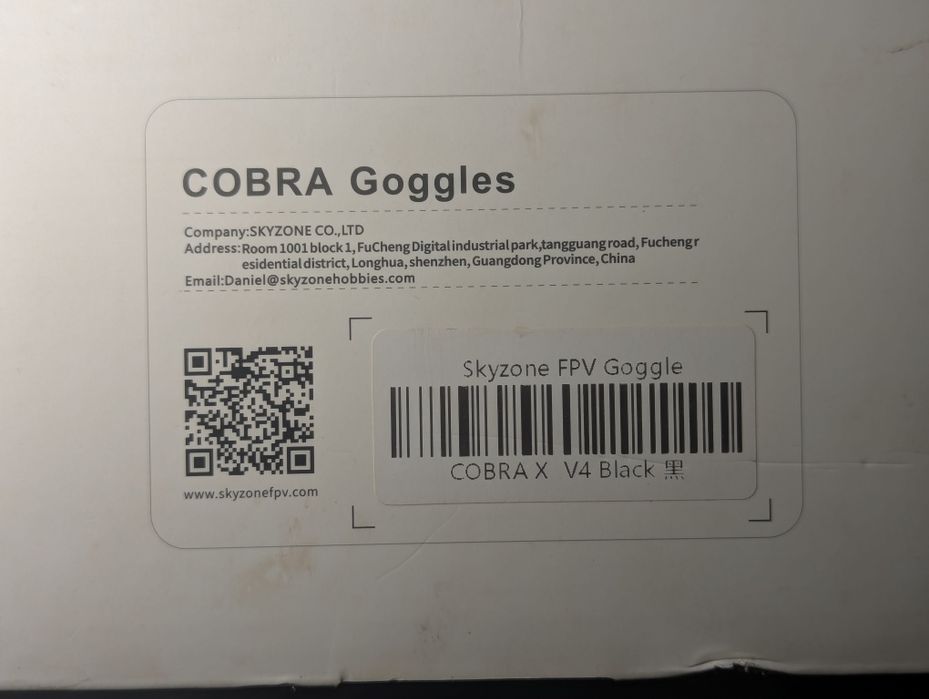 COBRA Goggles
Company:SKYZONE CO.,LTD
Address:Room 1001 block 1, FuCheng Digital industrial park,tangguang road, Fucheng r
esidential district, Longhua, shenzhen, Guangdong Province, China
Email:Daniel@skyzonehobbies.com
www.skyzonefpv.com
Skyzone FPV Goggle
COBRA X V4 Black 黑